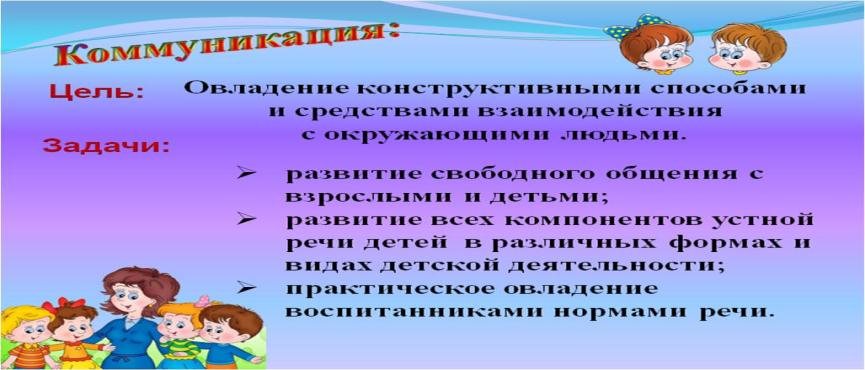 Коммуникация:
Цель:
Овладение конструктивными способами
и средствами взаимодействия
с окружающими людьми.
Задачи:
➢ развитие свободного общения с
взрослыми и детьми;
➢ развитие всех компонентов устной
речи детей в различных формах и
видах детской деятельности;
➢ практическое овладение
воспитанниками нормами речи.